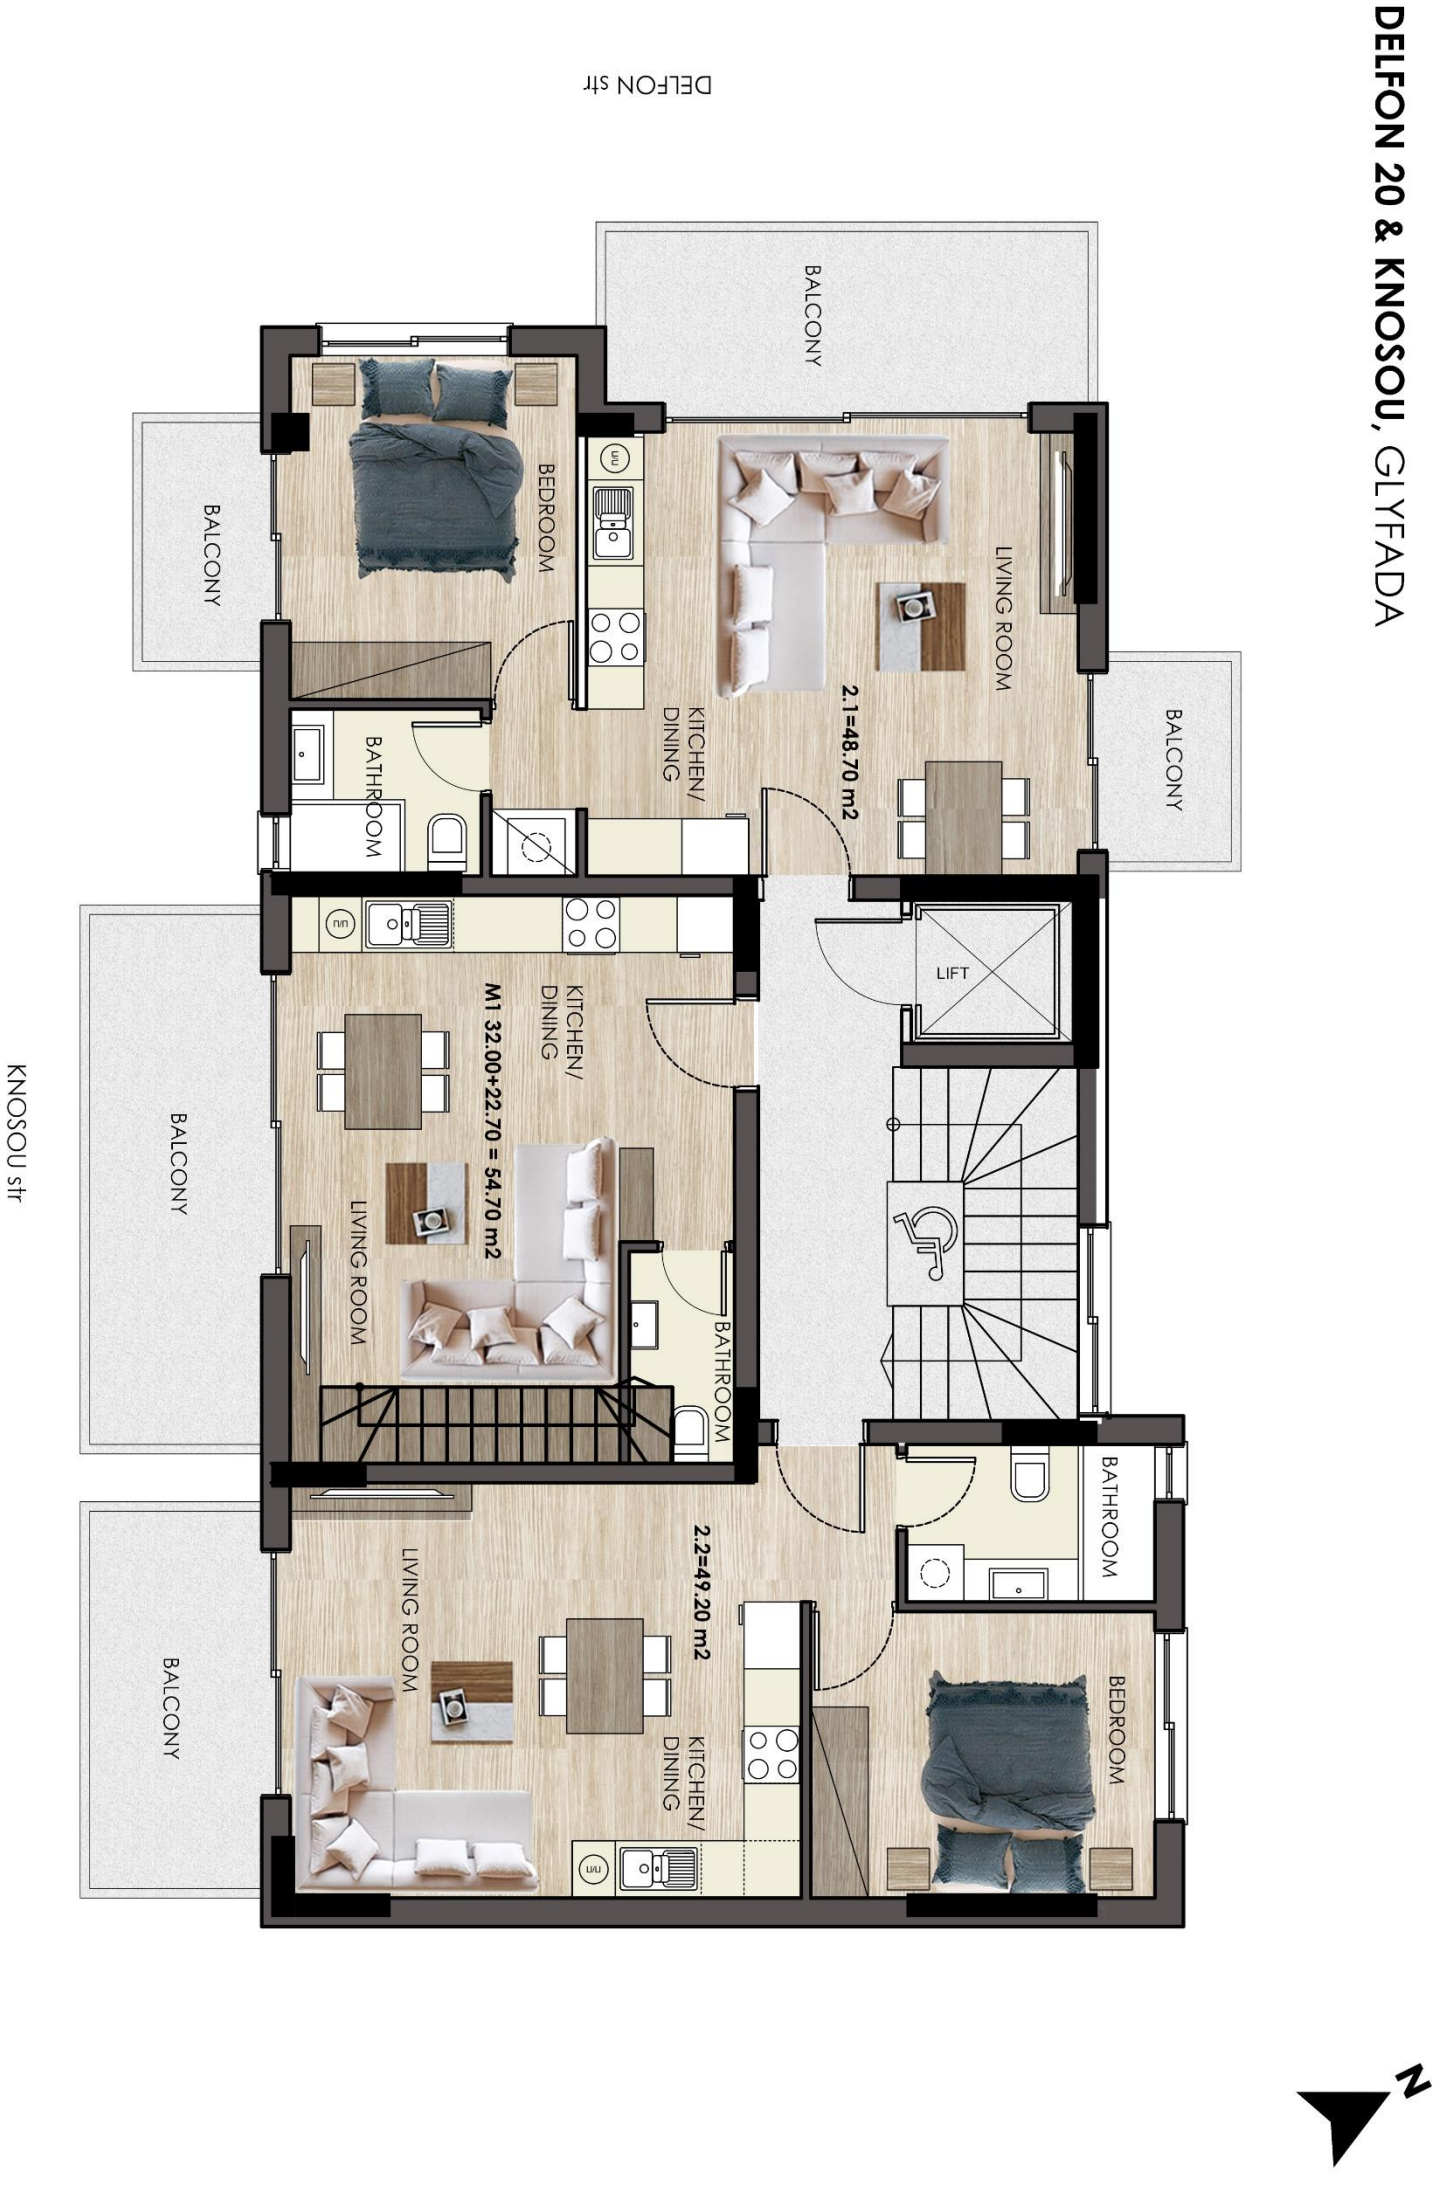 DELFON 20 & KNOSOU, GLYFADA
DELFON str
KNOSOU str
BALCONY
BALCONY
BEDROOM
LIVING ROOM
2.1=48.70 m2
KITCHEN/
DINING
BATHROOM
BALCONY
LIFT
BALCONY
KITCHEN/
DINING
M1 32.00+22.70 = 54.70 m2
LIVING ROOM
BATHROOM
BATHROOM
2.2=49.20 m2
LIVING ROOM
KITCHEN/
DINING
BEDROOM
BALCONY
Π/Π
Π/Π
Π/Π
N